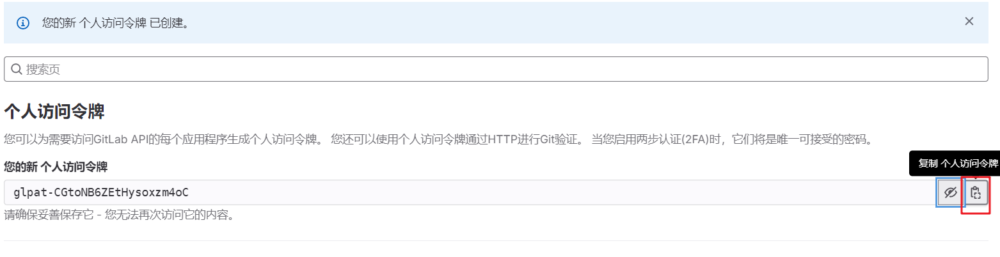 您的新 个人访问令牌 已创建。
搜索页
个人访问令牌
您可以为需要访问GitLab API的每个应用程序生成个人访问令牌。 您还可以使用个人访问令牌通过HTTP进行Git验证。 当您启用两步认证(2FA)时，它们将是唯一可接受的密码。
复制 个人访问令牌
您的新 个人访问令牌
glpat-CGtoNB6ZEtHysoxzm4oC
请确保妥善保存它 - 您无法再次访问它的内容。